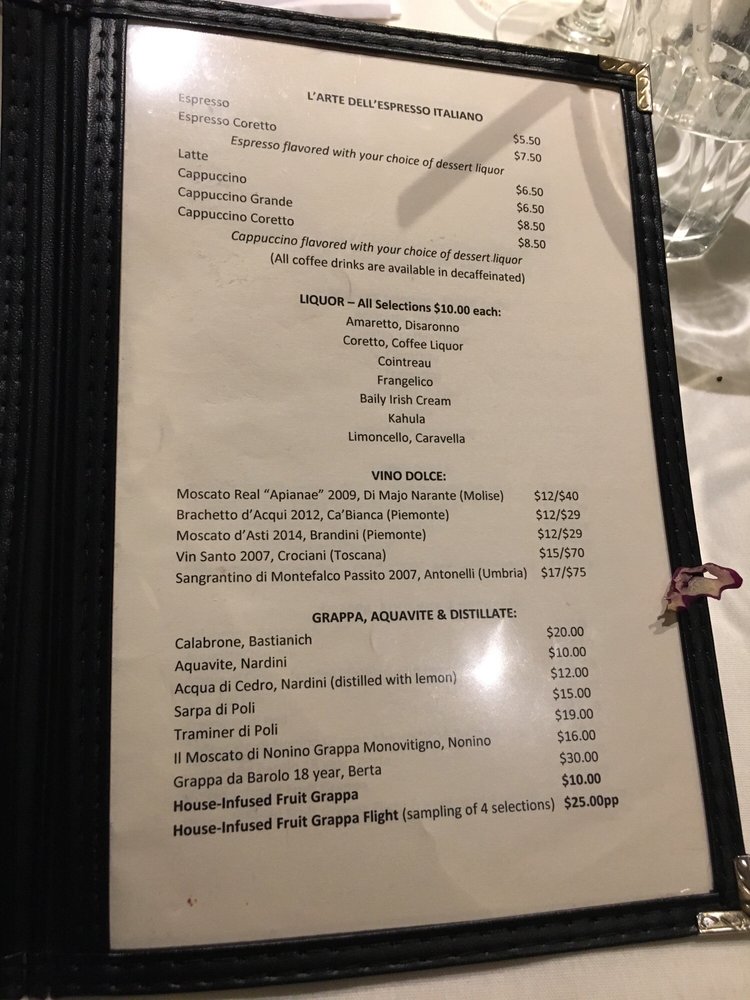 L'ARTE DELL'ESPRESSO ITALIANO
Espresso $5.50
Espresso Coretto $7.50
Espresso flavored with your choice of dessert liquor
Latte $6.50
Cappuccino $6.50
Cappuccino Grande $8.50
Cappuccino Coretto $8.50
Cappuccino flavored with your choice of dessert liquor
(All coffee drinks are available in decaffeinated)
LIQUOR – All Selections $10.00 each:
Amaretto, Disaronno
Coretto, Coffee Liquor
Cointreau
Frangelico
Baily Irish Cream
Kahula
Limoncello, Caravella
VINO DOLCE:
Moscato Real "Apianae" 2009, Di Majo Narante (Molise) $12/$40
Brachetto d'Acqui 2012, Ca'Bianca (Piemonte) $12/$29
Moscato d'Asti 2014, Brandini (Piemonte) $12/$29
Vin Santo 2007, Crociani (Toscana) $15/$70
Sangrantino di Montefalco Passito 2007, Antonelli (Umbria) $17/$75
GRAPPA, AQUAVITE & DISTILLATE:
Calabrone, Bastianich $20.00
Aquavite, Nardini $10.00
Acqua di Cedro, Nardini (distilled with lemon) $12.00
Sarpa di Poli $15.00
Traminer di Poli $19.00
Il Moscato di Nonino Grappa Monovitigno, Nonino $16.00
Grappa da Barolo 18 year, Berta $30.00
House-Infused Fruit Grappa $10.00
House-Infused Fruit Grappa Flight (sampling of 4 selections) $25.00pp